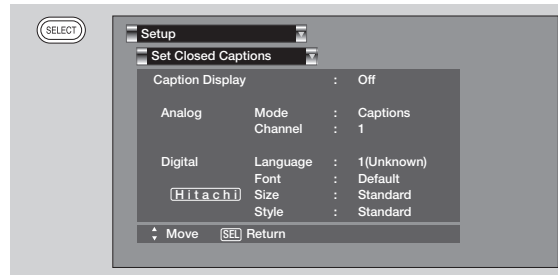 SELECT
Setup
Set Closed Captions
Caption Display : Off
Analog Mode : Captions
Channel : 1
Digital Language : 1(Unknown)
Font : Default
Hitachi Size : Standard
Style : Standard
Move SEL Return